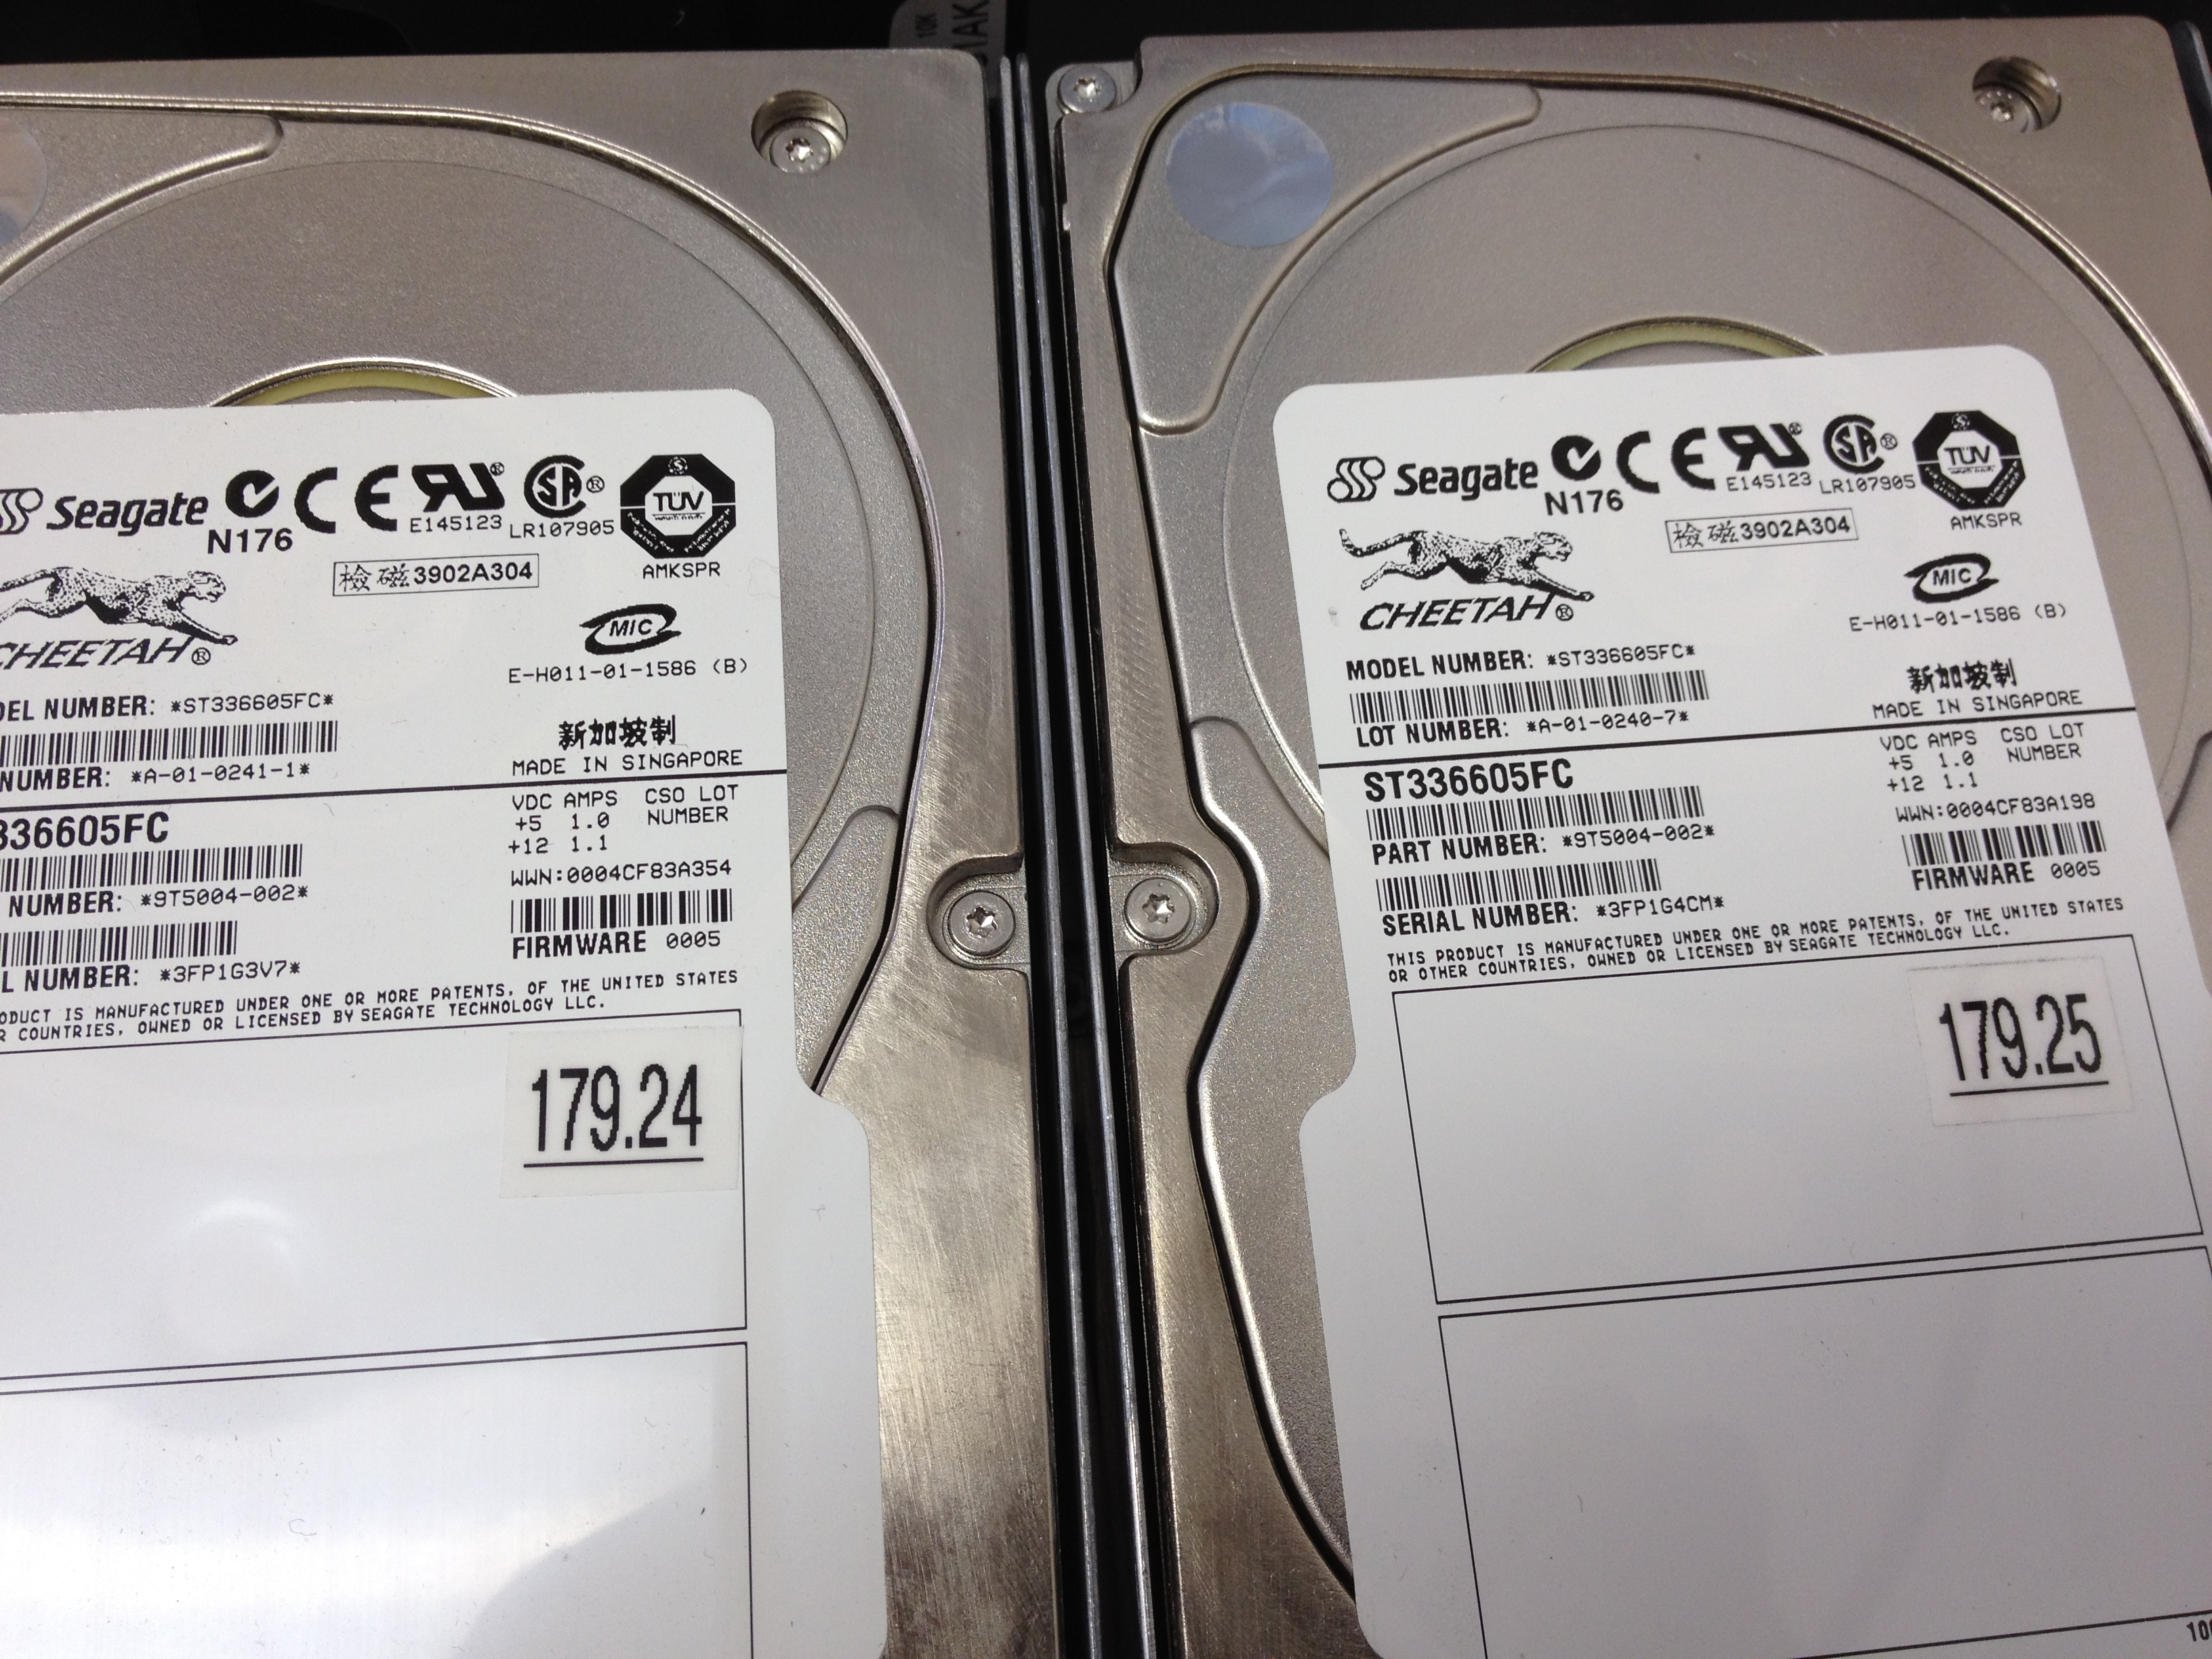 10K
Seagate
N176
CE
E145123
SA
LR107905
TÜV
AMKSPR
檢磁3902A304
CHEETAH®
MIC
E-H011-01-1586 (B)
NUMBER: *ST336605FC*
新加坡制
MADE IN SINGAPORE
NUMBER: *A-01-0241-1*
336605FC
VDC AMPS CSO LOT
+5 1.0 NUMBER
+12 1.1
NUMBER: *9T5004-002*
WWN:0004CF83A354
FIRMWARE 0005
NUMBER: *3FP1G3V7*
IS MANUFACTURED UNDER ONE OR MORE PATENTS, OF THE UNITED STATES
COUNTRIES, OWNED OR LICENSED BY SEAGATE TECHNOLOGY LLC.
179.24
Seagate
N176
CE
E145123
SA
LR107905
TÜV
AMKSPR
檢磁3902A304
CHEETAH®
MIC
E-H011-01-1586 (B)
MODEL NUMBER: *ST336605FC*
新加坡制
MADE IN SINGAPORE
LOT NUMBER: *A-01-0240-7*
ST336605FC
VDC AMPS CSO LOT
+5 1.0 NUMBER
+12 1.1
PART NUMBER: *9T5004-002*
WWN:0004CF83A198
FIRMWARE 0005
SERIAL NUMBER: *3FP1G4CM*
THIS PRODUCT IS MANUFACTURED UNDER ONE OR MORE PATENTS, OF THE UNITED STATES
OR OTHER COUNTRIES, OWNED OR LICENSED BY SEAGATE TECHNOLOGY LLC.
179.25